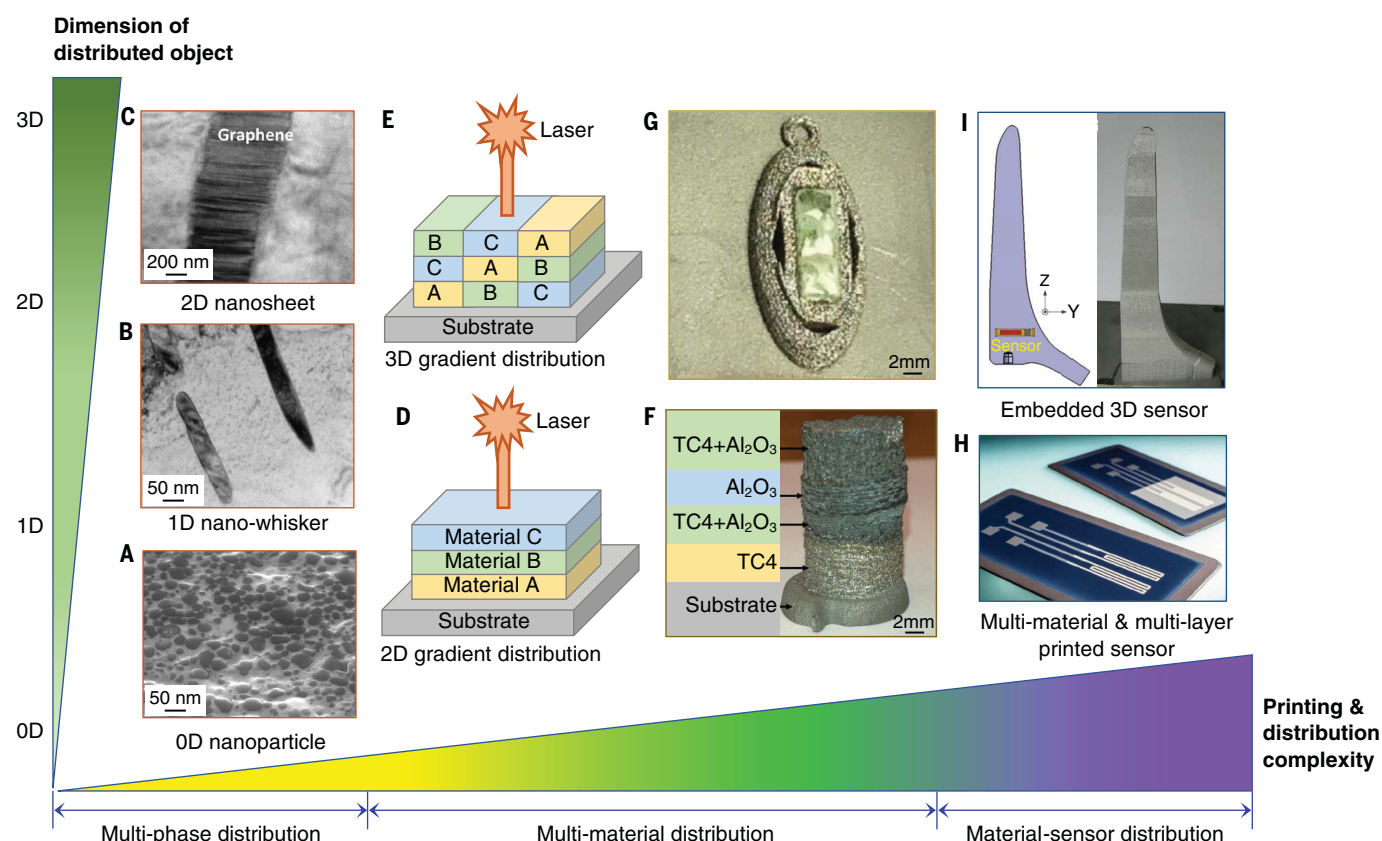 Dimension of
distributed object
3D
2D
1D
0D
C
Graphene
200 nm
2D nanosheet
B
50 nm
1D nano-whisker
A
50 nm
0D nanoparticle
E
Laser
B C A
C A B
A B C
Substrate
3D gradient distribution
D
Laser
Material C
Material B
Material A
Substrate
2D gradient distribution
G
2mm
F
TC4+Al₂O₃
Al₂O₃
TC4+Al₂O₃
TC4
Substrate
2mm
I
Z
Y
Sensor
Embedded 3D sensor
H
Multi-material & multi-layer
printed sensor
Printing &
distribution
complexity
Multi-phase distribution
Multi-material distribution
Material-sensor distribution